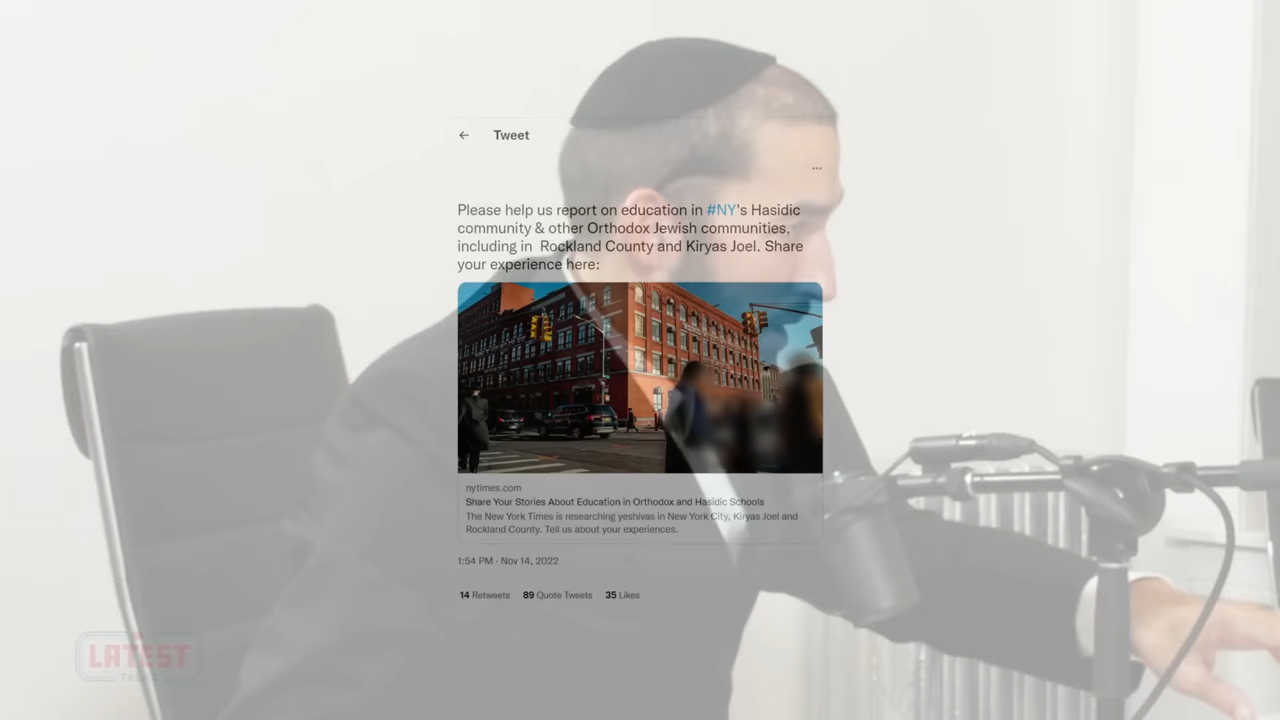 ← Tweet
...
Please help us report on education in #NY's Hasidic
community & other Orthodox Jewish communities,
including in Rockland County and Kiryas Joel. Share
your experience here:
nytimes.com
Share Your Stories About Education in Orthodox and Hasidic Schools
The New York Times is researching yeshivas in New York City, Kiryas Joel and
Rockland County. Tell us about your experiences.
1:54 PM · Nov 14, 2022
14 Retweets 89 Quote Tweets 35 Likes
LATEST